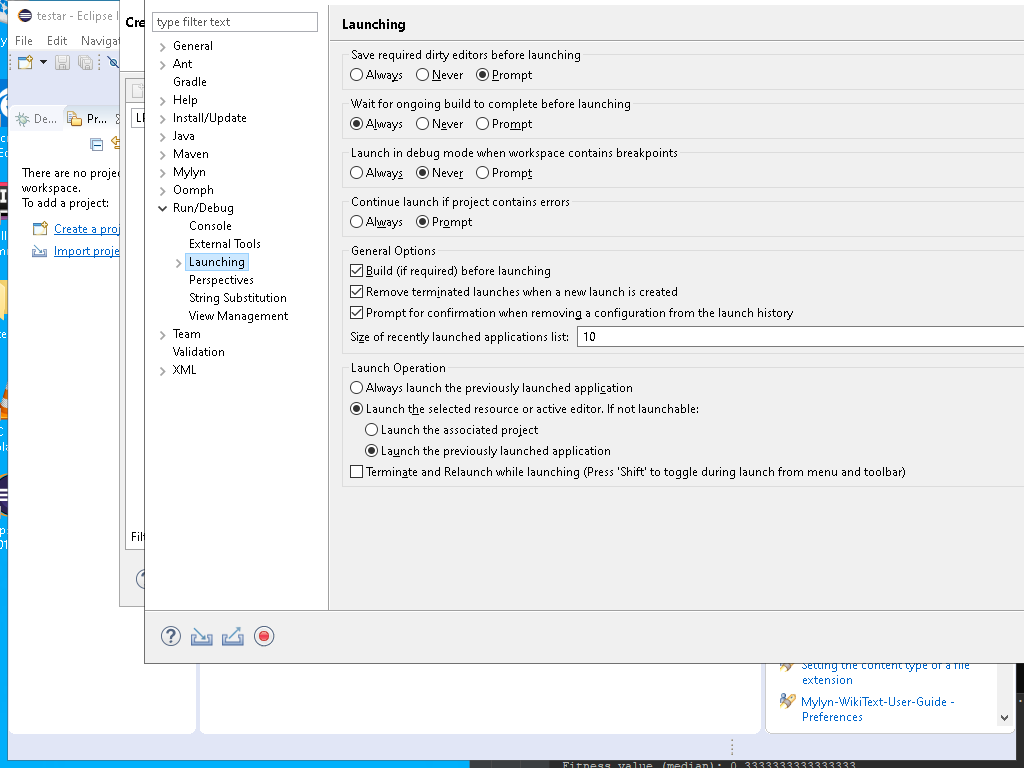 testar - Eclipse I
File Edit Navigat
De...
Pr...
There are no proje
workspace.
To add a project:
Create a proj
Import proje
Cre
Filt
type filter text
General
Ant
Gradle
Help
Install/Update
Java
Maven
Mylyn
Oomph
Run/Debug
Console
External Tools
Launching
Perspectives
String Substitution
View Management
Team
Validation
XML
Launching
Save required dirty editors before launching
Always Never Prompt
Wait for ongoing build to complete before launching
Always Never Prompt
Launch in debug mode when workspace contains breakpoints
Always Never Prompt
Continue launch if project contains errors
Always Prompt
General Options
Build (if required) before launching
Remove terminated launches when a new launch is created
Prompt for confirmation when removing a configuration from the launch history
Size of recently launched applications list: 10
Launch Operation
Always launch the previously launched application
Launch the selected resource or active editor. If not launchable:
Launch the associated project
Launch the previously launched application
Terminate and Relaunch while launching (Press 'Shift' to toggle during launch from menu and toolbar)
Setting the content type of a file
extension
Mylyn-WikiText-User-Guide -
Preferences
Fitness value (median): 0.3333333333333333